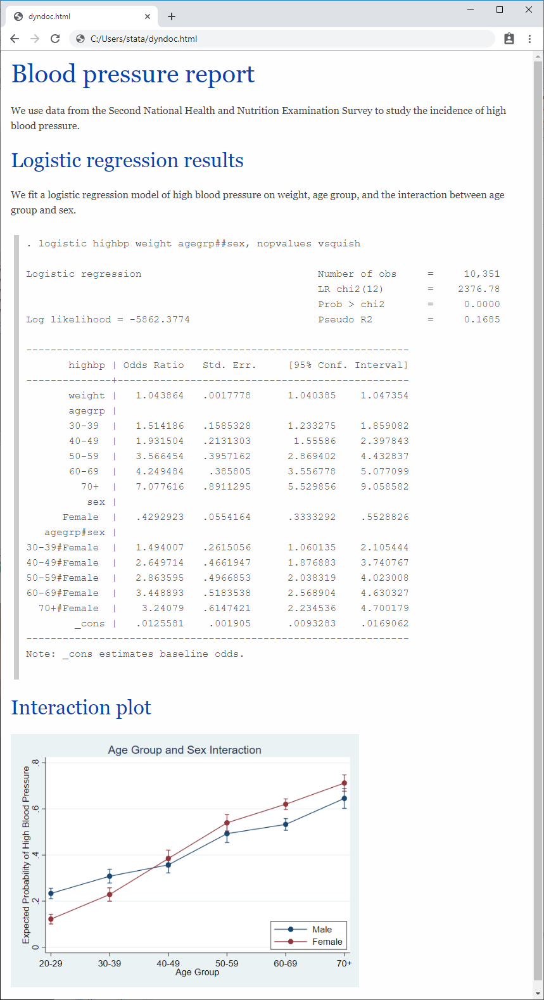 dyndoc.html
C:/Users/stata/dyndoc.html
Blood pressure report
We use data from the Second National Health and Nutrition Examination Survey to study the incidence of high
blood pressure.
Logistic regression results
We fit a logistic regression model of high blood pressure on weight, age group, and the interaction between age
group and sex.
. logistic highbp weight agegrp##sex, nopvalues vsquish
Logistic regression                             Number of obs     =     10,351
                                                LR chi2(12)       =    2376.78
                                                Prob > chi2       =     0.0000
Log likelihood = -5862.3774                     Pseudo R2         =     0.1685
---------------------------------------------------------------
       highbp | Odds Ratio   Std. Err.     [95% Conf. Interval]
--------------+------------------------------------------------
       weight |   1.043864   .0017778      1.040385    1.047354
       agegrp |
       30-39  |   1.514186   .1585328      1.233275    1.859082
       40-49  |   1.931504   .2131303       1.55586    2.397843
       50-59  |   3.566454   .3957162      2.869402    4.432837
       60-69  |   4.249484    .385805      3.556778    5.077099
         70+  |   7.077616   .8911295      5.529856    9.058582
          sex |
      Female  |   .4292923   .0554164      .3333292    .5528826
   agegrp#sex |
30-39#Female  |   1.494007   .2615056      1.060135    2.105444
40-49#Female  |   2.649714   .4661947      1.876883    3.740767
50-59#Female  |   2.863595   .4966853      2.038319    4.023008
60-69#Female  |   3.448893   .5183538      2.568904    4.630327
  70+#Female  |    3.24079   .6147421      2.234536    4.700179
        _cons |   .0125581    .001905      .0093283    .0169062
---------------------------------------------------------------
Note: _cons estimates baseline odds.
Interaction plot
Age Group and Sex Interaction
Expected Probability of High Blood Pressure
.8
.6
.4
.2
0
Male
Female
20-29 30-39 40-49 50-59 60-69 70+
Age Group